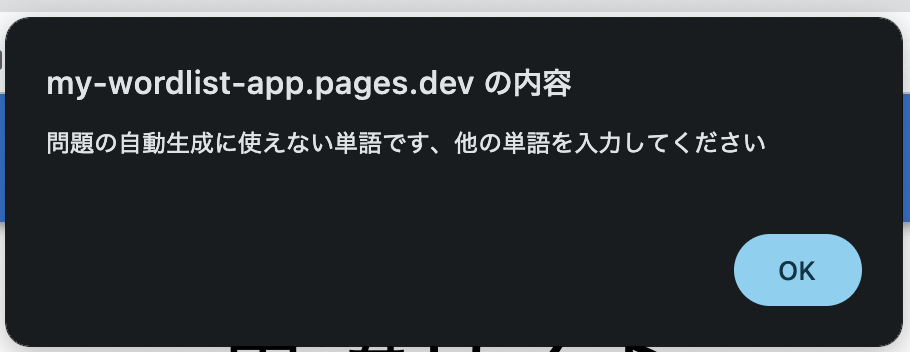 my-wordlist-app.pages.dev の内容
問題の自動生成に使えない単語です、他の単語を入力してください
OK